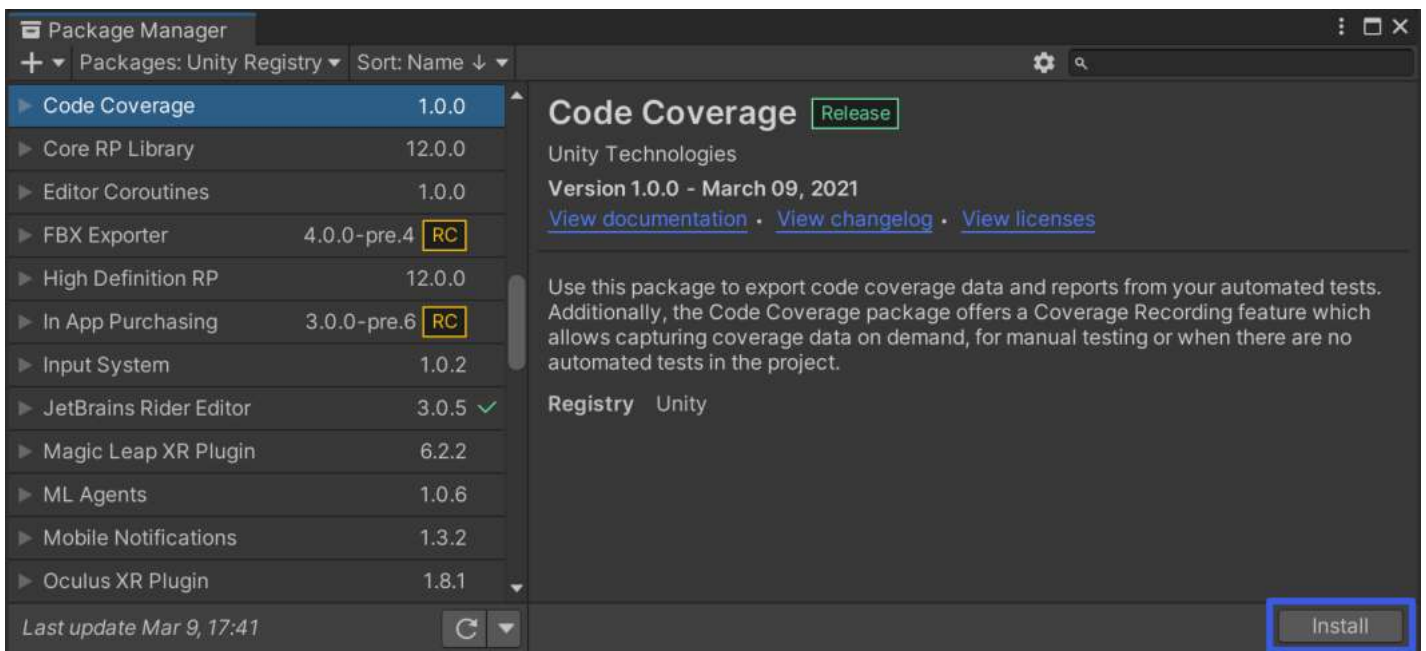 Package Manager
Packages: Unity Registry Sort: Name ↓
Code Coverage 1.0.0
Core RP Library 12.0.0
Editor Coroutines 1.0.0
FBX Exporter 4.0.0-pre.4 RC
High Definition RP 12.0.0
In App Purchasing 3.0.0-pre.6 RC
Input System 1.0.2
JetBrains Rider Editor 3.0.5
Magic Leap XR Plugin 6.2.2
ML Agents 1.0.6
Mobile Notifications 1.3.2
Oculus XR Plugin 1.8.1
Last update Mar 9, 17:41
Code Coverage Release
Unity Technologies
Version 1.0.0 - March 09, 2021
View documentation • View changelog • View licenses
Use this package to export code coverage data and reports from your automated tests.
Additionally, the Code Coverage package offers a Coverage Recording feature which
allows capturing coverage data on demand, for manual testing or when there are no
automated tests in the project.
Registry Unity
Install